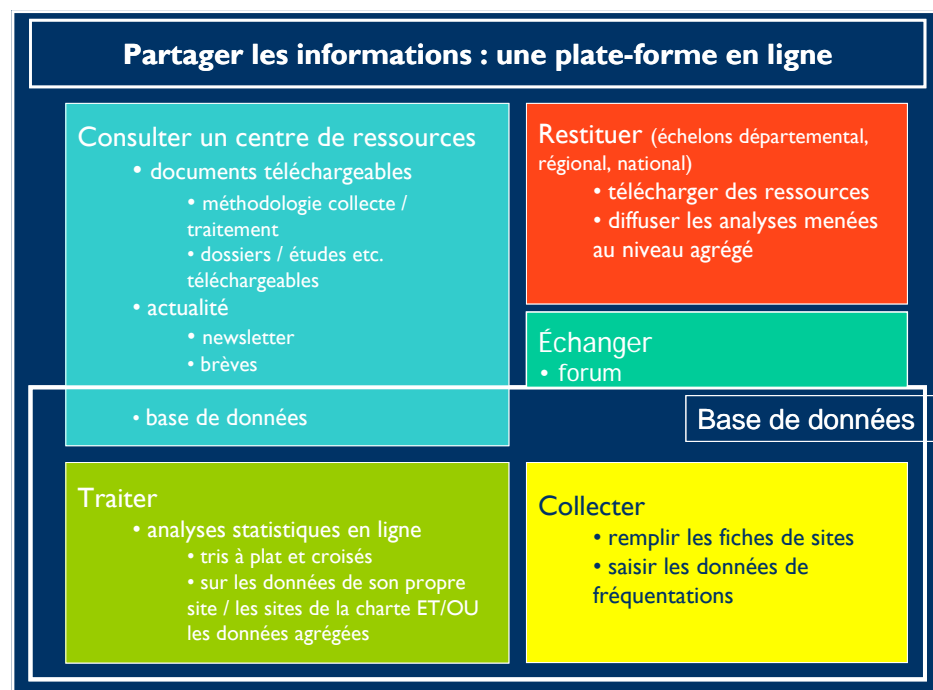 Partager les informations : une plate-forme en ligne
Consulter un centre de ressources
• documents téléchargeables
• méthodologie collecte /
traitement
• dossiers / études etc.
téléchargeables
• actualité
• newsletter
• brèves
• base de données
Restituer (échelons départemental,
régional, national)
• télécharger des ressources
• diffuser les analyses menées
au niveau agrégé
Échanger
• forum
Base de données
Traiter
• analyses statistiques en ligne
• tris à plat et croisés
• sur les données de son propre
site / les sites de la charte ET/OU
les données agrégées
Collecter
• remplir les fiches de sites
• saisir les données de
fréquentations